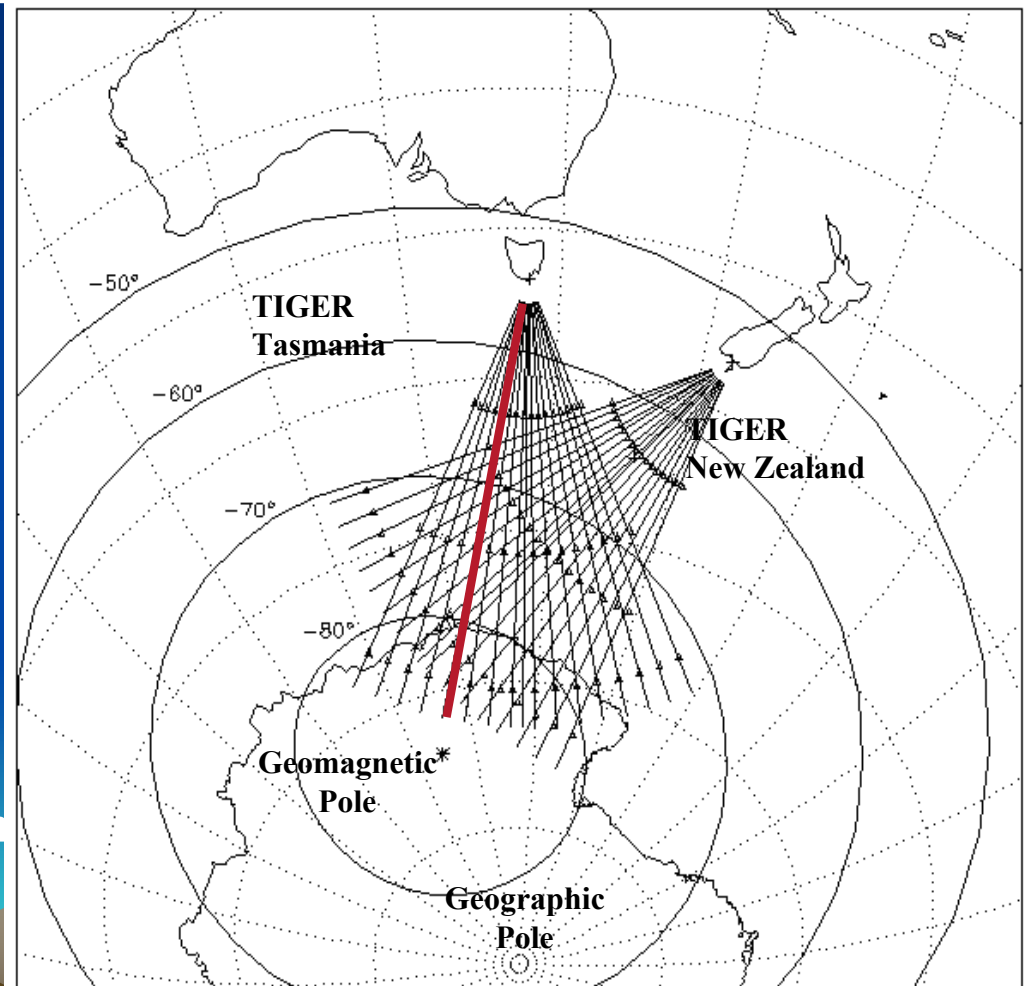 −50°
TIGER
Tasmania
−60°
TIGER
New Zealand
−70°
−80°
Geomagnetic
Pole
Geographic
Pole